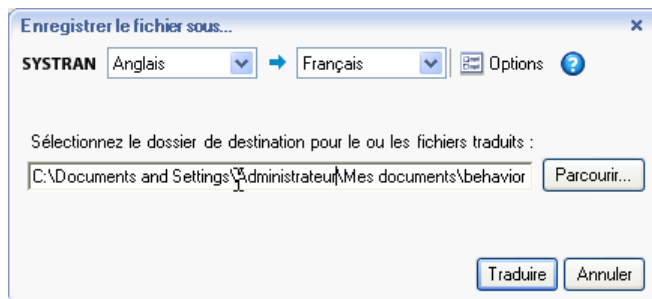 Enregistrer le fichier sous...
SYSTRAN Anglais Français Options ?
Sélectionnez le dossier de destination pour le ou les fichiers traduits :
C:\Documents and Settings\Administrateur\Mes documents\behavior Parcourir...
Traduire Annuler